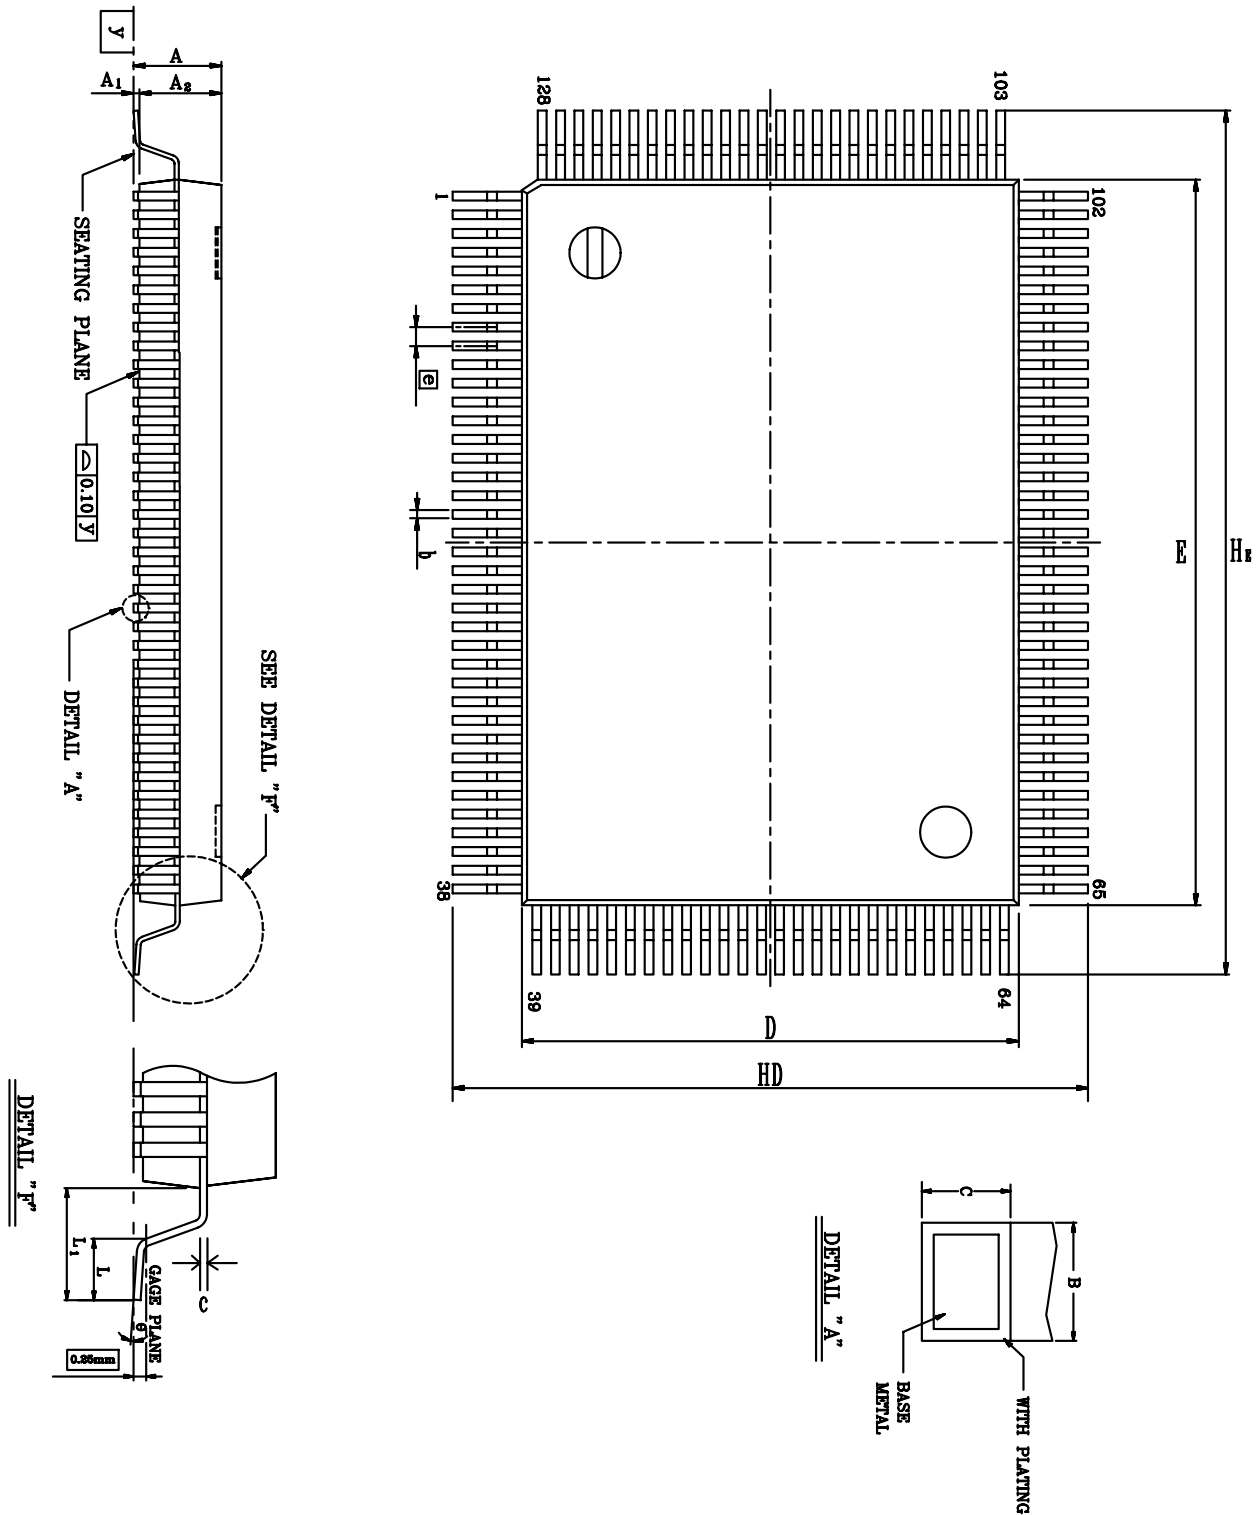 y
A
A1
A2
SEATING PLANE
0.10 y
DETAIL "A"
SEE DETAIL "F"
128
103
1
102
e
b
E
HE
38
65
39
64
D
HD
DETAIL "F"
L1
L
C
GAGE PLANE
θ
0.25mm
DETAIL "A"
C
B
BASE
METAL
WITH PLATING